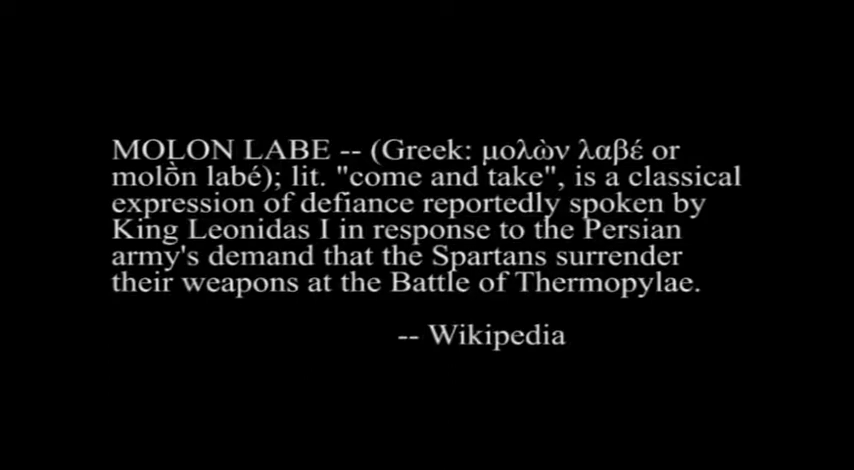 MOLON LABE -- (Greek: μολὼν λαβέ or
molṑn labé); lit. "come and take", is a classical
expression of defiance reportedly spoken by
King Leonidas I in response to the Persian
army's demand that the Spartans surrender
their weapons at the Battle of Thermopylae.
-- Wikipedia